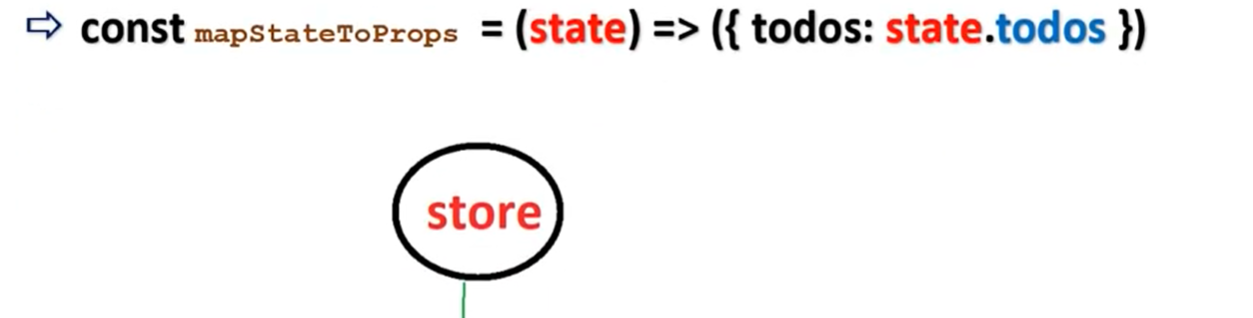 ⇨ const mapStateToProps = (state) => ({ todos: state.todos })
store